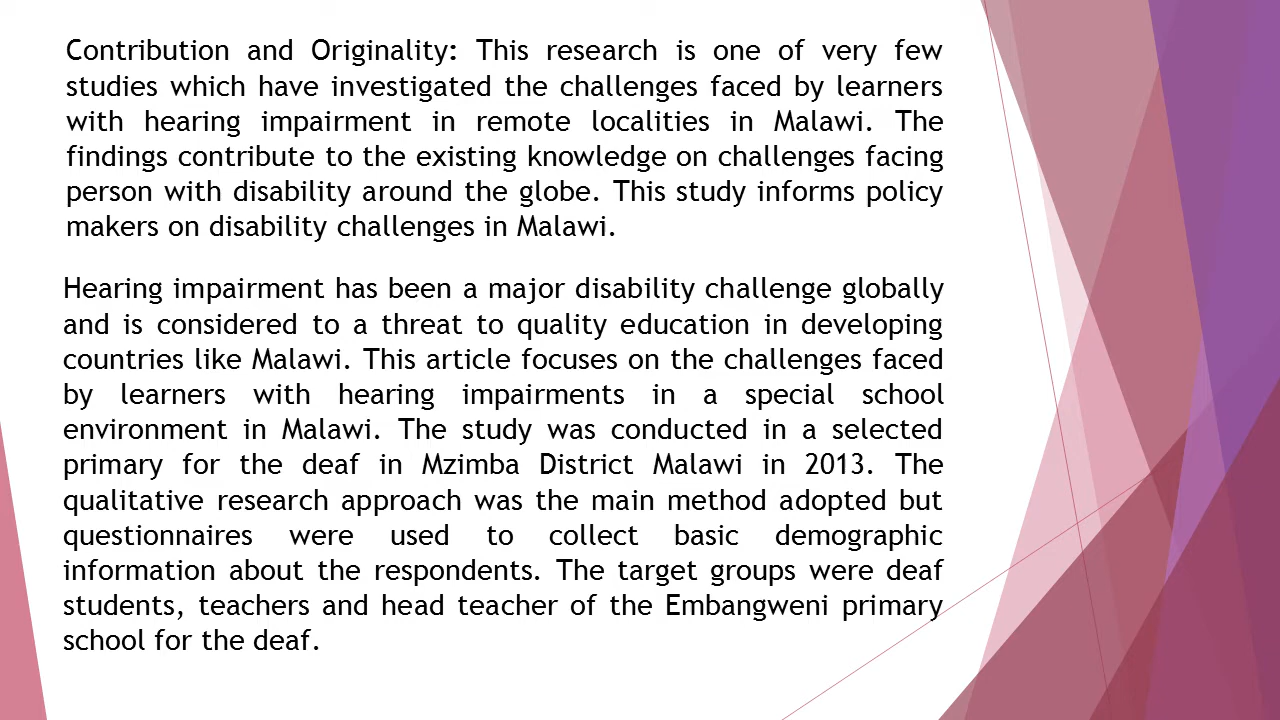 Contribution and Originality: This research is one of very few
studies which have investigated the challenges faced by learners
with hearing impairment in remote localities in Malawi. The
findings contribute to the existing knowledge on challenges facing
person with disability around the globe. This study informs policy
makers on disability challenges in Malawi.
Hearing impairment has been a major disability challenge globally
and is considered to a threat to quality education in developing
countries like Malawi. This article focuses on the challenges faced
by learners with hearing impairments in a special school
environment in Malawi. The study was conducted in a selected
primary for the deaf in Mzimba District Malawi in 2013. The
qualitative research approach was the main method adopted but
questionnaires were used to collect basic demographic
information about the respondents. The target groups were deaf
students, teachers and head teacher of the Embangweni primary
school for the deaf.